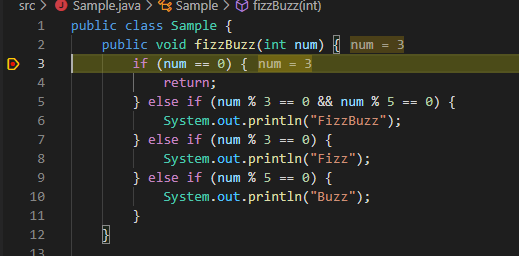 src > Sample.java > Sample > fizzBuzz(int)
1 public class Sample {
2 public void fizzBuzz(int num) { num = 3
3 if (num == 0) { num = 3
4 return;
5 } else if (num % 3 == 0 && num % 5 == 0) {
6 System.out.println("FizzBuzz");
7 } else if (num % 3 == 0) {
8 System.out.println("Fizz");
9 } else if (num % 5 == 0) {
10 System.out.println("Buzz");
11 }
12 }